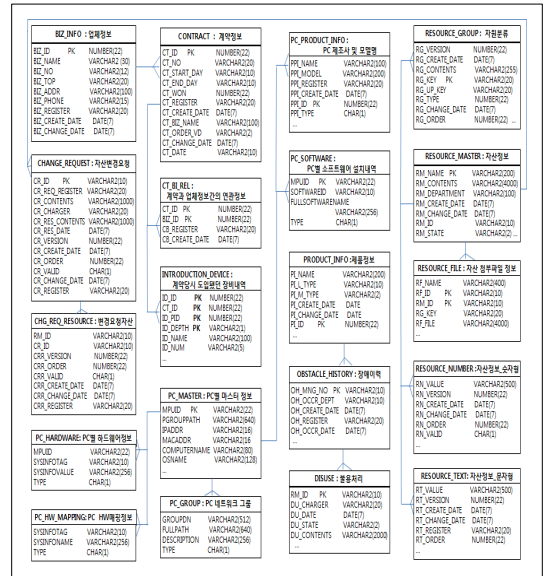 BIZ_INFO : 업체정보
BIZ_ID PK NUMBER(22)
BIZ_NAME VARCHAR2 (30)
BIZ_NO VARCHAR2(12)
BIZ_TOP VARCHAR2(20)
BIZ_ADDR VARCHAR2(100)
BIZ_PHONE VARCHAR2(15)
BIZ_REGISTER VARCHAR2(20)
BIZ_CREATE_DATE DATE(7)
BIZ_CHANGE_DATE DATE(7)
CHANGE_REQUEST : 자산변경요청
CR_ID PK VARCHAR2(10)
CR_REQ_REGISTER VARCHAR2(20)
CR_CONTENTS VARCHAR2(1000)
CR_CHARGER VARCHAR2(20)
CR_RES_CONTENTS VARCHAR2(1000)
CR_RES_DATE DATE(7)
CR_VERSION NUMBER(22)
CR_CREATE_DATE DATE(7)
CR_ORDER NUMBER(22)
CR_VALID CHAR(1)
CR_CHANGE_DATE DATE(7)
CR_REGISTER VARCHAR2(20)
CHG_REQ_RESOURCE : 변경요청자산
RM_ID VARCHAR2(10)
CR_ID VARCHAR2(10)
CRR_VERSION NUMBER(22)
CRR_ORDER NUMBER(22)
CRR_VALID CHAR(1)
CRR_CREATE_DATE DATE(7)
CRR_CHANGE_DATE DATE(7)
CRR_REGISTER VARCHAR2(20)
PC_HARDWARE: PC별 하드웨어정보
MPUID VARCHAR2(22)
SYSINFOTAG VARCHAR2(10)
SYSINFOVALUE VARCHAR2(256)
TYPE CHAR(1)
PC_HW_MAPPING: PC HW매핑정보
SYSINFOTAG VARCHAR2(10)
SYSINFONAME VARCHAR2(256)
TYPE CHAR(1)
CONTRACT : 계약정보
CT_ID PK NUMBER(22)
CT_NO VARCHAR2(20)
CT_START_DAY VARCHAR2(10)
CT_END_DAY VARCHAR2(10)
CT_WON NUMBER(22)
CT_REGISTER VARCHAR2(20)
CT_CREATE_DATE DATE(7)
CT_BIZ_NAME VARCHAR2(100)
CT_ORDER_VD VARCHAR2(2)
CT_CHANGE_DATE DATE(7)
CT_DATE VARCHAR2(10)
CT_BI_REL :
계약과 업체정보간의 연관정보
CT_ID PK NUMBER(22)
BIZ_ID PK NUMBER(22)
CB_REGISTER VARCHAR2(20)
CB_CREATE_DATE DATE(7)
INTRODUCTION_DEVICE :
계약당시 도입했던 장비내역
ID_ID PK NUMBER(22)
CT_ID PK NUMBER(22)
ID_PID PK NUMBER(22)
ID_DEPTH PK VARCHAR2(1)
ID_NAME VARCHAR2(100)
ID_NUM VARCHAR2(5)
...
PC_MASTER : PC별 마스터 정보
MPUID PK VARCHAR2(22)
PGROUPPATH VARCHAR2(640)
IPADDR VARCHAR2(16)
MACADDR VARCHAR2(16
COMPUTERNAME VARCHAR2(80)
OSNAME VARCHAR2(128)
...
PC_GROUP : PC 네트워크 그룹
GROUPDN VARCHAR2(512)
FULLPATH VARCHAR2(640)
DESCRIPTION VARCHAR2(256)
TYPE CHAR(1)
PC_PRODUCT_INFO :
PC 제조사 및 모델명
PPI_NAME VARCHAR2(100)
PPI_MODEL VARCHAR2(200)
PPI_REGISTER VARCHAR2(20)
PPI_CREATE_DATE DATE(7)
PPI_ID PK NUMBER(22)
PPI_TYPE CHAR(1)
...
PC_SOFTWARE :
PC별 소프트웨어 설치내역
MPUID PK VARCHAR2(22)
SOFTWAREID VARCHAR2(10)
FULLSOFTWARENAME
VARCHAR2(256)
TYPE CHAR(1)
PRODUCT_INFO :제품정보
PI_NAME VARCHAR2(200)
PI_L_TYPE VARCHAR2(10)
PI_M_TYPE VARCHAR2(2)
PI_CREATE_DATE DATE
PI_CHANGE_DATE DATE
PI_ID PK NUMBER(22)
...
OBSTACLE_HISTORY : 장애이력
OH_MNG_NO PK VARCHAR2(10)
OH_OCCR_DEPT VARCHAR2(10)
OH_CREATE_DATE DATE(7)
OH_REGISTER VARCHAR2(20)
OH_OCCR_DATE DATE(7)
...
DISUSE : 불용처리
RM_ID PK VARCHAR2(10)
DU_CHARGER VARCHAR2(20)
DU_DATE DATE(7)
DU_STATE VARCHAR2(2)
DU_CONTENTS VARCHAR2(2000)
...
RESOURCE_GROUP : 자원분류
RG_VERSION NUMBER(22)
RG_CREATE_DATE DATE(7)
RG_CONTENTS VARCHAR2(255)
RG_KEY PK VARCHAR2(20)
RG_UP_KEY VARCHAR2(20)
RG_TYPE NUMBER(22)
RG_CHANGE_DATE DATE(7)
RG_ORDER NUMBER(22) ...
RESOURCE_MASTER : 자산정보
RM_NAME PK VARCHAR2(200)
RM_CONTENTS VARCHAR2(4000)
RM_DEPARTMENT VARCHAR2(100)
RM_CREATE_DATE DATE(7)
RM_CHANGE_DATE DATE(7)
RM_ID VARCHAR2(10)
RM_STATE VARCHAR2(2) ...
RESOURCE_FILE : 자산 첨부파일 정보
RF_NAME VARCHAR2(400)
RF_ID PK VARCHAR2(10)
RM_ID PK VARCHAR2(10)
RG_KEY VARCHAR2(20)
RF_FILE VARCHAR2(4000)
...
RESOURCE_NUMBER :자산정보_숫자형
RN_VALUE VARCHAR2(500)
RN_VERSION NUMBER(22)
RN_CREATE_DATE DATE(7)
RN_CHANGE_DATE DATE(7)
RN_ORDER NUMBER(22)
RN_VALID CHAR(1)
...
RESOURCE_TEXT: 자산정보_문자형
RT_VALUE VARCHAR2(500)
RT_VERSION NUMBER(22)
RT_CREATE_DATE DATE(7)
RT_CHANGE_DATE DATE(7)
RT_REGISTER VARCHAR2(20)
RT_ORDER NUMBER(22)
...